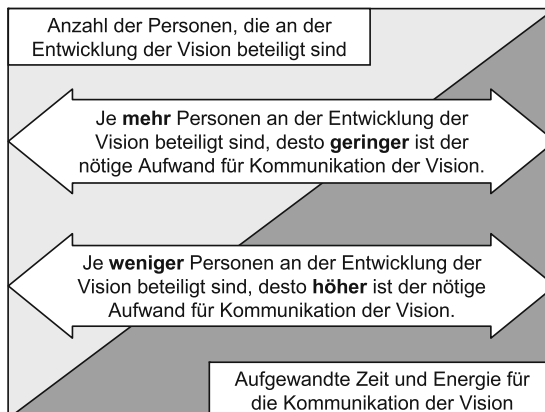 Anzahl der Personen, die an der
Entwicklung der Vision beteiligt sind
Je mehr Personen an der Entwicklung der
Vision beteiligt sind, desto geringer ist der
nötige Aufwand für Kommunikation der Vision.
Je weniger Personen an der Entwicklung der
Vision beteiligt sind, desto höher ist der nötige
Aufwand für Kommunikation der Vision.
Aufgewandte Zeit und Energie für
die Kommunikation der Vision